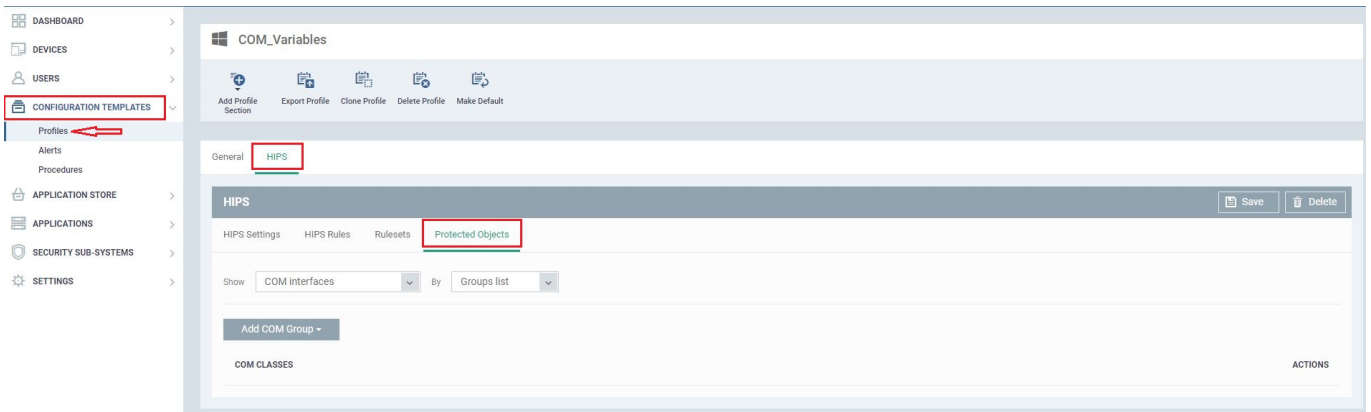 DASHBOARD
DEVICES
USERS
CONFIGURATION TEMPLATES
Profiles
Alerts
Procedures
APPLICATION STORE
APPLICATIONS
SECURITY SUB-SYSTEMS
SETTINGS
COM_Variables
Add Profile
Section
Export Profile
Clone Profile
Delete Profile
Make Default
General HIPS
HIPS
Save Delete
HIPS Settings HIPS Rules Rulesets Protected Objects
Show COM interfaces By Groups list
Add COM Group
COM CLASSES ACTIONS